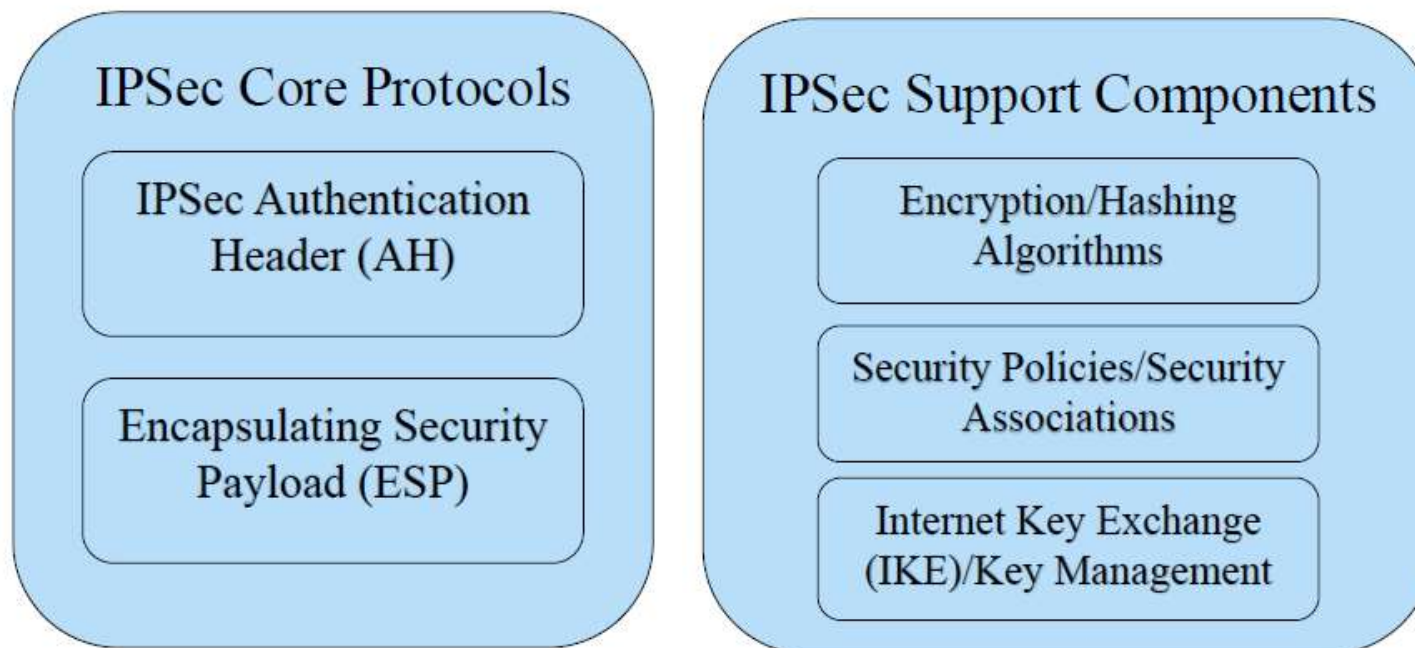 IPSec Core Protocols
IPSec Authentication
Header (AH)
Encapsulating Security
Payload (ESP)
IPSec Support Components
Encryption/Hashing
Algorithms
Security Policies/Security
Associations
Internet Key Exchange
(IKE)/Key Management